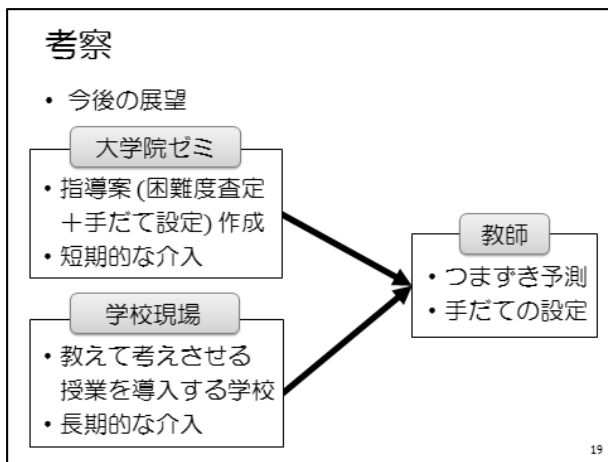 考察
• 今後の展望
大学院ゼミ
• 指導案 (困難度査定
＋手だて設定) 作成
• 短期的な介入
学校現場
• 教えて考えさせる
授業を導入する学校
• 長期的な介入
教師
• つまずき予測
• 手だての設定
19